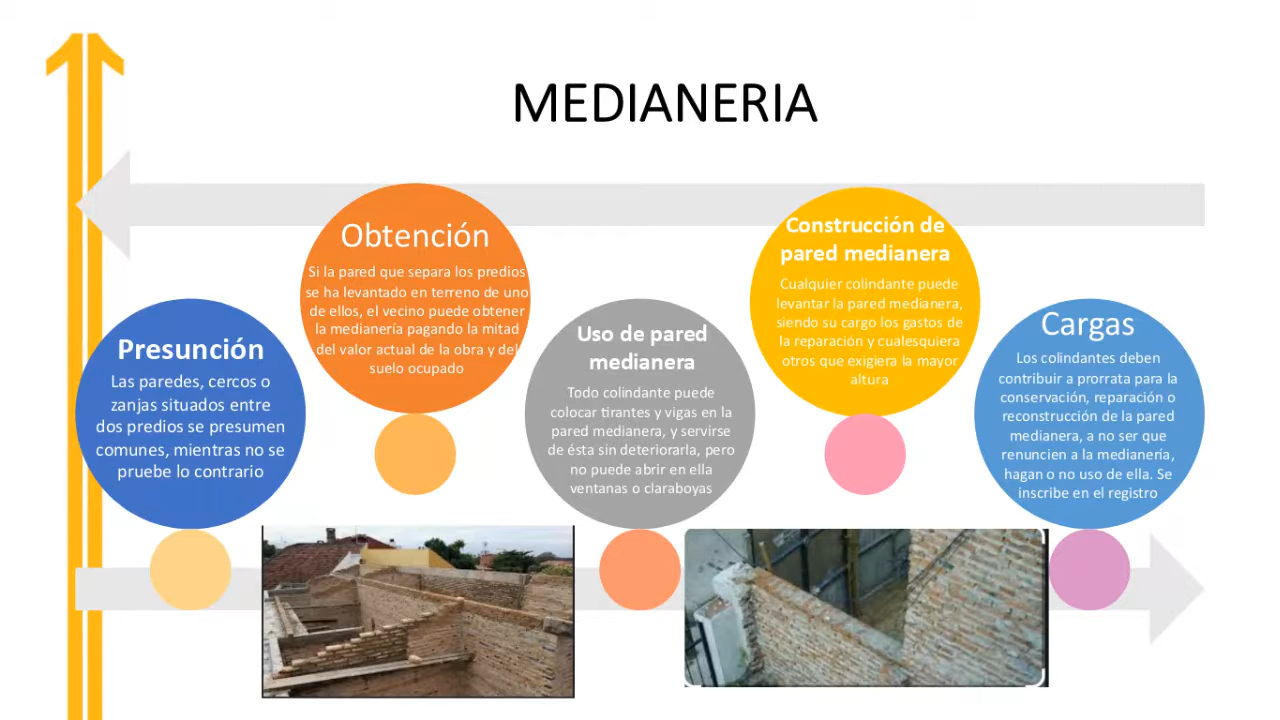 MEDIANERIA
Presunción
Las paredes, cercos o
zanjas situados entre
dos predios se presumen
comunes, mientras no se
pruebe lo contrario
Obtención
Si la pared que separa los predios
se ha levantado en terreno de uno
de ellos, el vecino puede obtener
la medianería pagando la mitad
del valor actual de la obra y del
suelo ocupado
Uso de pared
medianera
Todo colindante puede
colocar tirantes y vigas en la
pared medianera, y servirse
de ésta sin deteriorarla, pero
no puede abrir en ella
ventanas o claraboyas
Construcción de
pared medianera
Cualquier colindante puede
levantar la pared medianera,
siendo su cargo los gastos de
la reparación y cualesquiera
otros que exigiera la mayor
altura
Cargas
Los colindantes deben
contribuir a prorrata para la
conservación, reparación o
reconstrucción de la pared
medianera, a no ser que
renuncien a la medianería,
hagan o no uso de ella. Se
inscribe en el registro